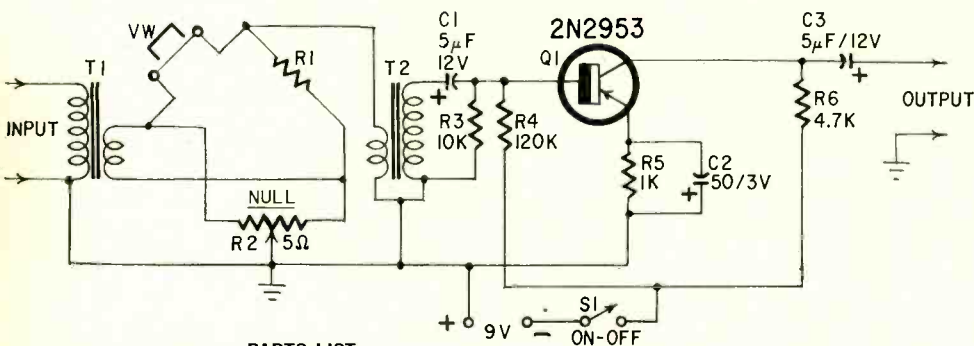 VW
R1
T1
INPUT
NULL
R2
5Ω
T2
C1
5µF
12V
+
R3
10K
R4
120K
2N2953
Q1
R5
1K
C2
50/3V
+
C3
5µF/12V
+
R6
4.7K
OUTPUT
+ 9V -
S1
ON-OFF
PARTS LIST